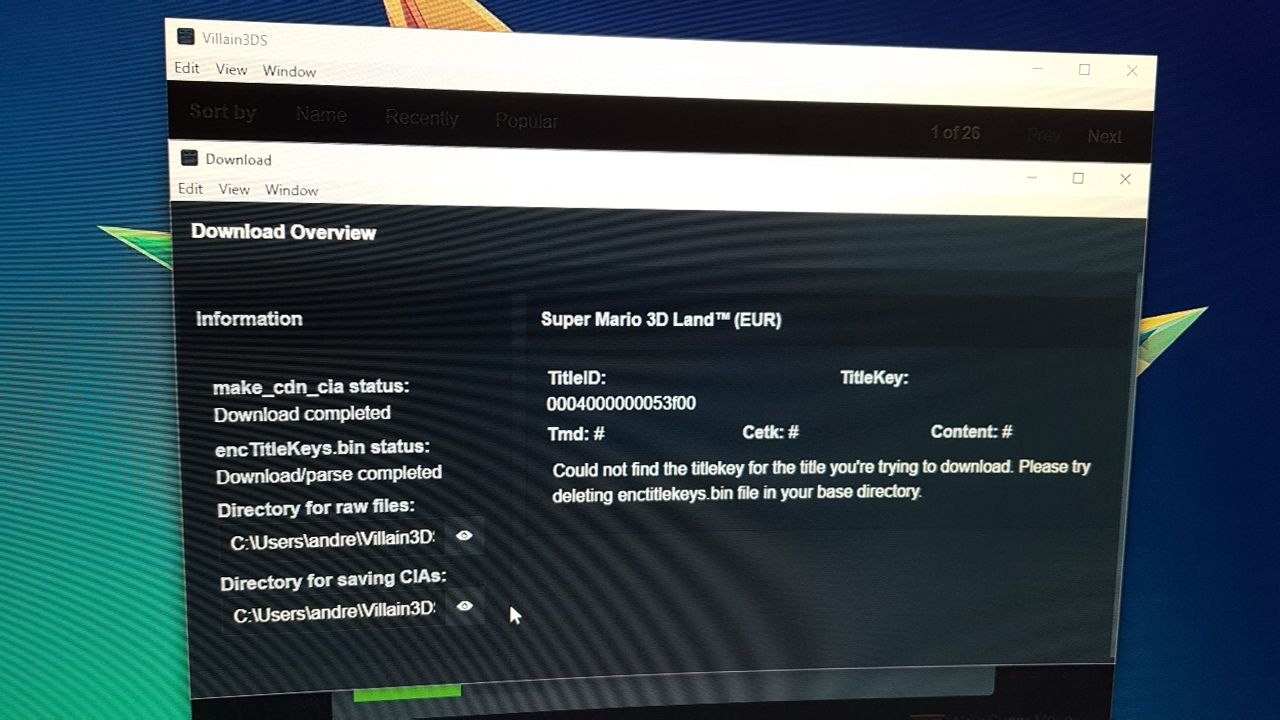 Villain3DS
Edit View Window
Sort by Name Recently Popular 1 of 26 Prev Next
Download
Edit View Window
Download Overview
Information
Super Mario 3D Land™ (EUR)
make_cdn_cia status:
Download completed
encTitleKeys.bin status:
Download/parse completed
Directory for raw files:
C:\Users\andre\Villain3D
Directory for saving CIAs:
C:\Users\andre\Villain3D
TitleID: TitleKey:
0004000000053f00
Tmd: # Cetk: # Content: #
Could not find the titlekey for the title you're trying to download. Please try
deleting enctitlekeys.bin file in your base directory.